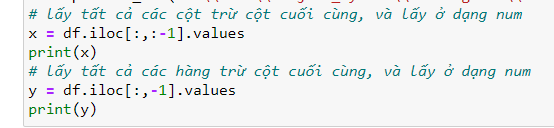 # lấy tất cả các cột trừ cột cuối cùng, và lấy ở dạng num
x = df.iloc[:,:-1].values
print(x)
# lấy tất cả các hàng trừ cột cuối cùng, và lấy ở dạng num
y = df.iloc[:,-1].values
print(y)